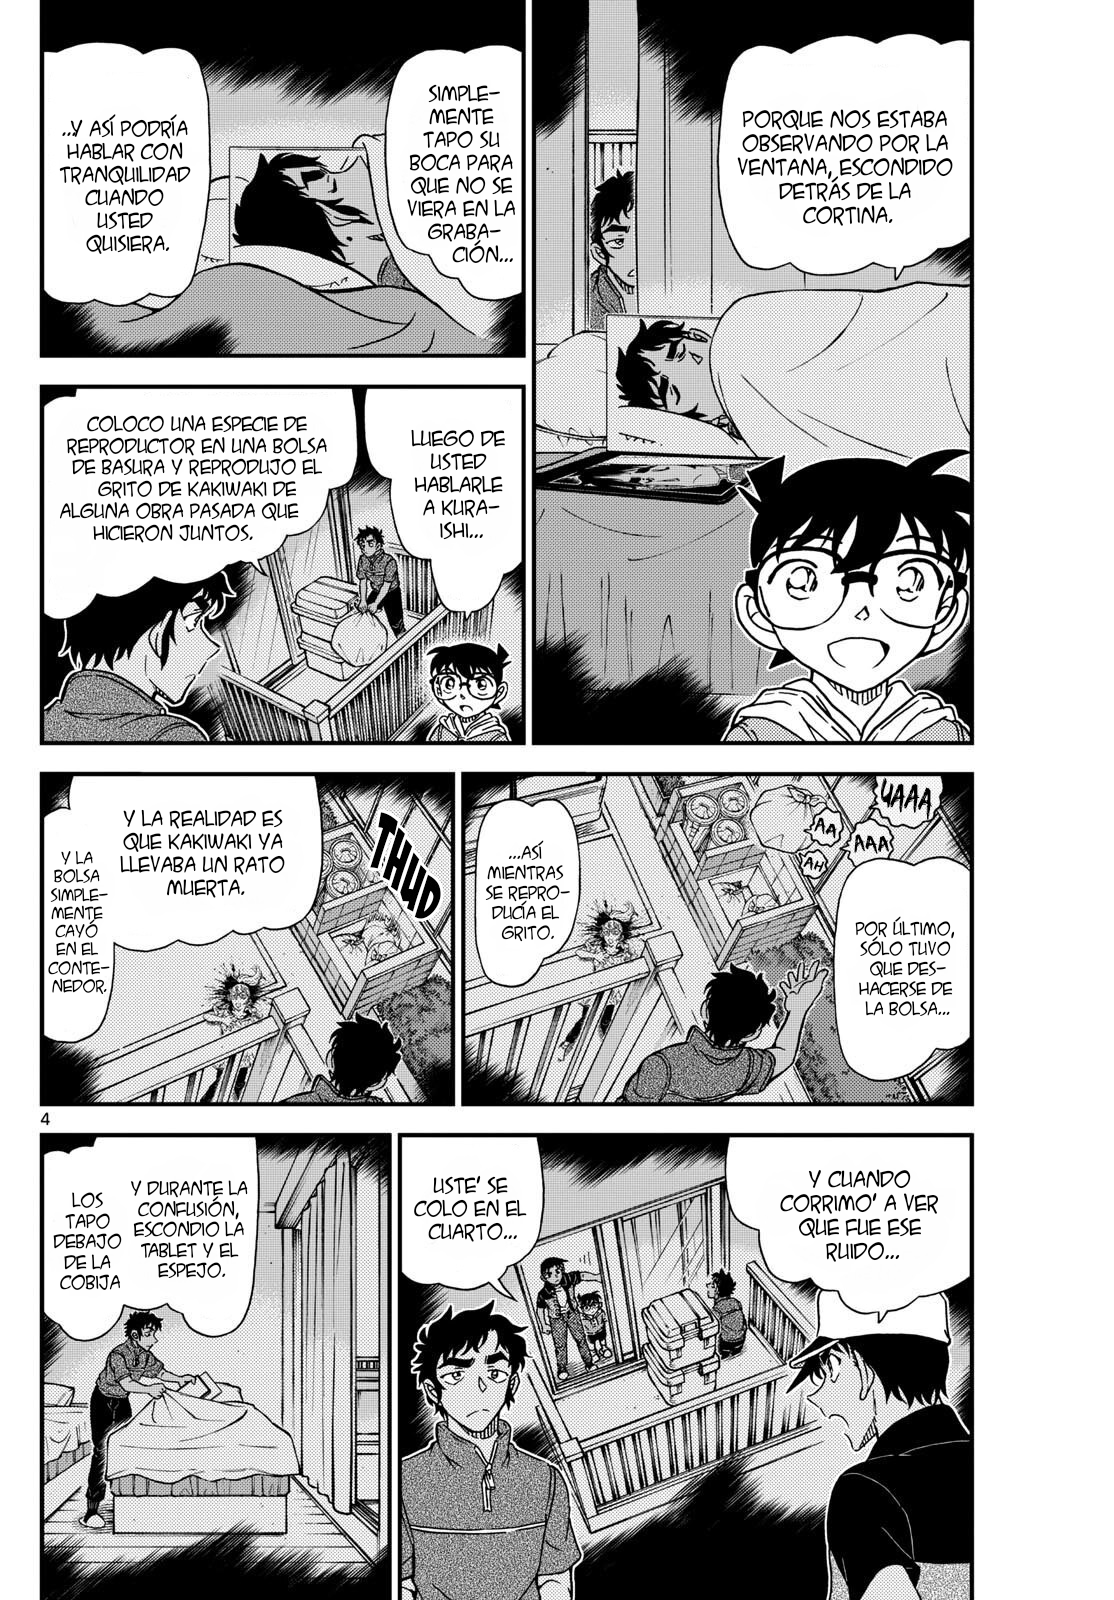 PORQUE NOS ESTABA
OBSERVANDO POR LA
VENTANA, ESCONDIDO
DETRÁS DE LA
CORTINA.
SIMPLE-
MENTE
TAPO SU
BOCA PARA
QUE NO SE
VIERA EN LA
GRABA-
CIÓN...
...Y ASÍ PODRÍA
HABLAR CON
TRANQUILIDAD
CUANDO
USTED
QUISIERA.
LUEGO DE
USTED
HABLARLE
A KURA-
ISHI...
COLOCO UNA ESPECIE DE
REPRODUCTOR EN UNA BOLSA
DE BASURA Y REPRODUJO EL
GRITO DE KAKIWAKI DE
ALGUNA OBRA PASADA QUE
HICIERON JUNTOS.
POR ÚLTIMO,
SÓLO TUVO
QUE DES-
HACERSE DE
LA BOLSA...
UAAA
AAA
AA
AH
...ASÍ
MIENTRAS
SE REPRO-
DUCÍA EL
GRITO.
THUD
Y LA REALIDAD ES
QUE KAKIWAKI YA
LLEVABA UN RATO
MUERTA.
Y LA
BOLSA
SIMPLE-
MENTE
CAYÓ
EN EL
CONTE-
NEDOR.
4
Y CUANDO
CORRIMO' A VER
QUE FUE ESE
RUIDO...
USTE' SE
COLO EN EL
CUARTO...
Y DURANTE LA
CONFUSIÓN,
ESCONDIO LA
TABLET Y EL
ESPEJO.
LOS
TAPO
DEBAJO
DE LA
COBIJA